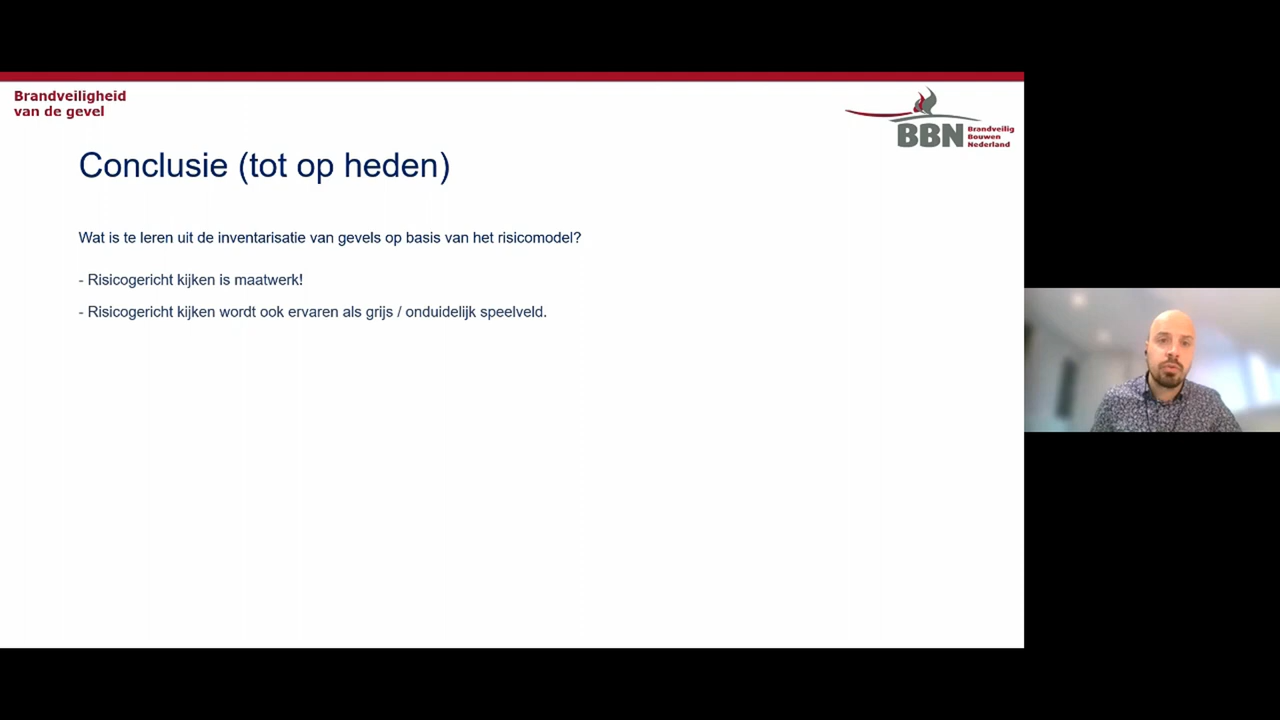 Brandveiligheid
van de gevel
BBN
Brandveilig
Bouwen
Nederland
Conclusie (tot op heden)
Wat is te leren uit de inventarisatie van gevels op basis van het risicomodel?
- Risicogericht kijken is maatwerk!
- Risicogericht kijken wordt ook ervaren als grijs / onduidelijk speelveld.